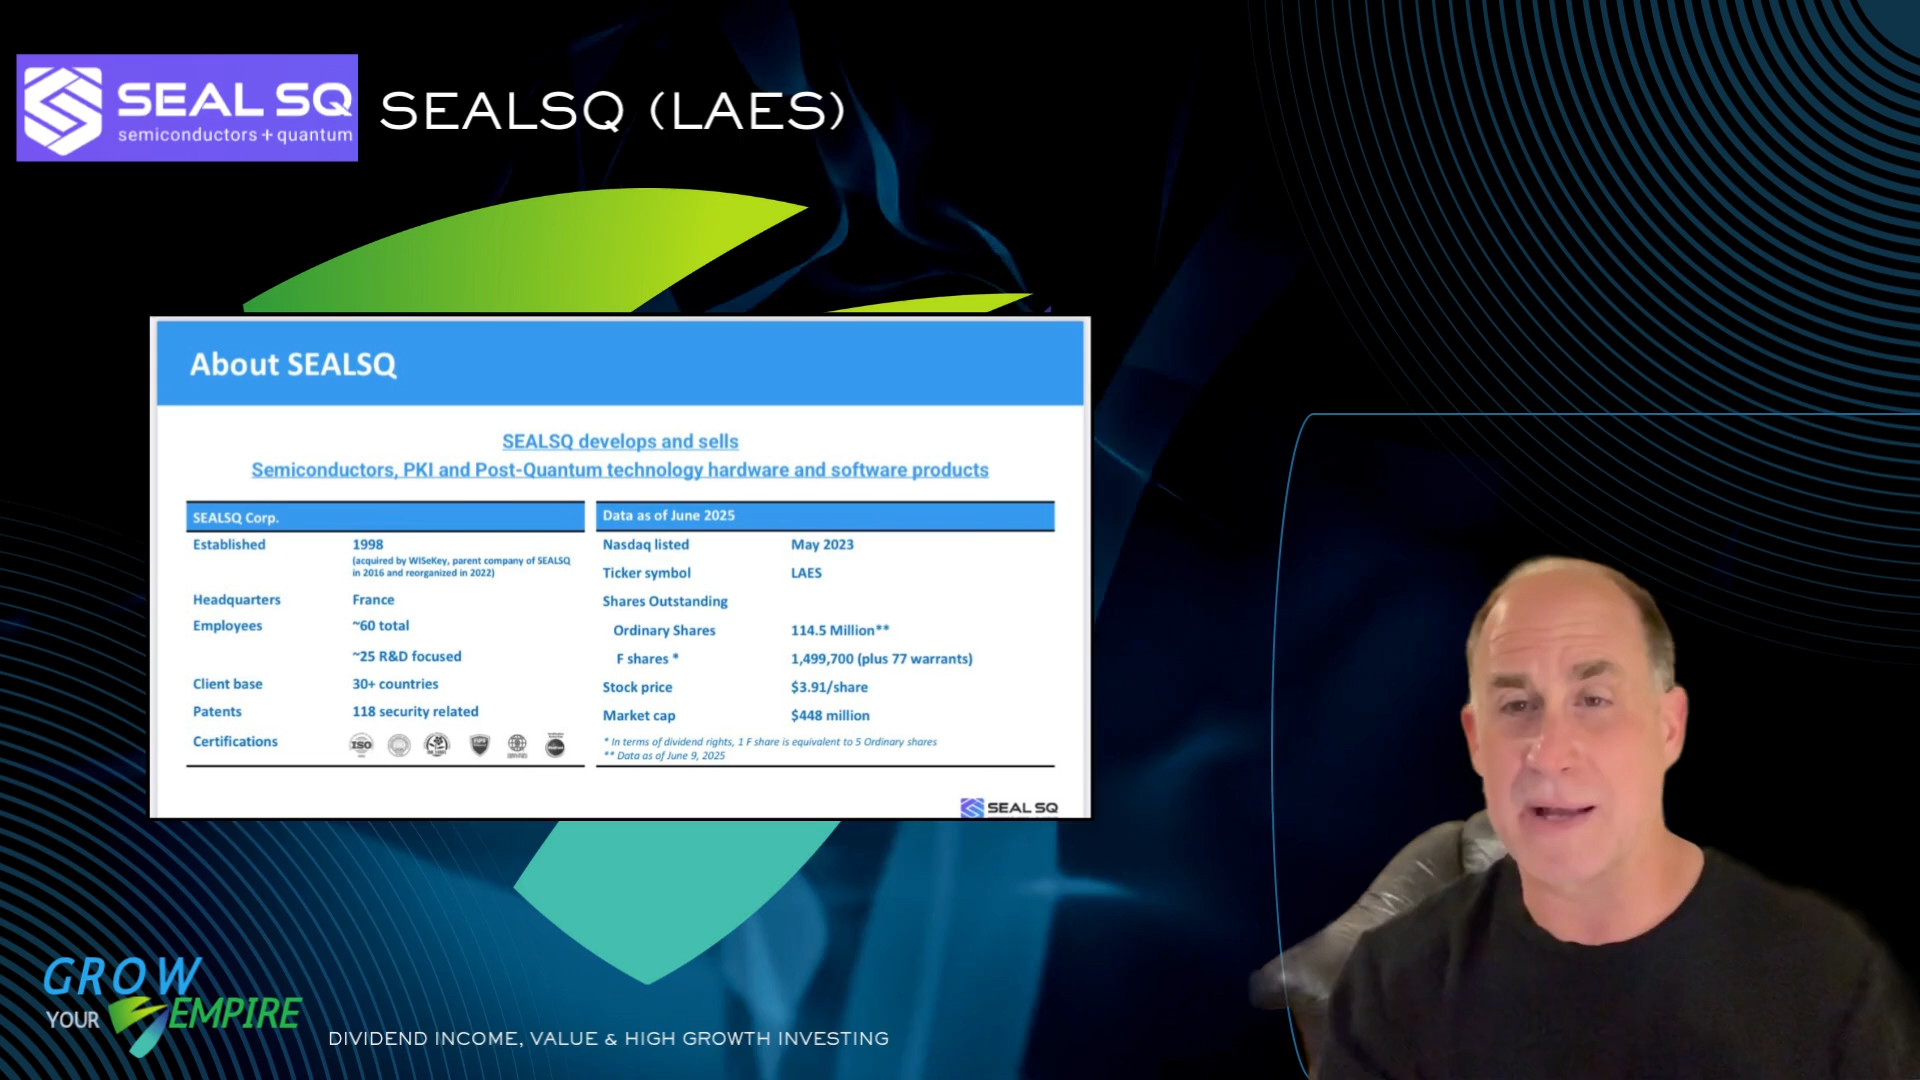 SEAL SQ
semiconductors + quantum
SEALSQ (LAES)
About SEALSQ
SEALSQ develops and sells
Semiconductors, PKI and Post-Quantum technology hardware and software products
SEALSQ Corp.
Established 1998
(acquired by WISeKey, parent company of SEALSQ
in 2016 and reorganized in 2022)
Headquarters France
Employees ~60 total
~25 R&D focused
Client base 30+ countries
Patents 118 security related
Certifications
ISO
Data as of June 2025
Nasdaq listed May 2023
Ticker symbol LAES
Shares Outstanding
Ordinary Shares 114.5 Million**
F shares * 1,499,700 (plus 77 warrants)
Stock price $3.91/share
Market cap $448 million
* In terms of dividend rights, 1 F share is equivalent to 5 Ordinary shares
** Data as of June 9, 2025
SEAL SQ
GROW
YOUR EMPIRE
DIVIDEND INCOME, VALUE & HIGH GROWTH INVESTING